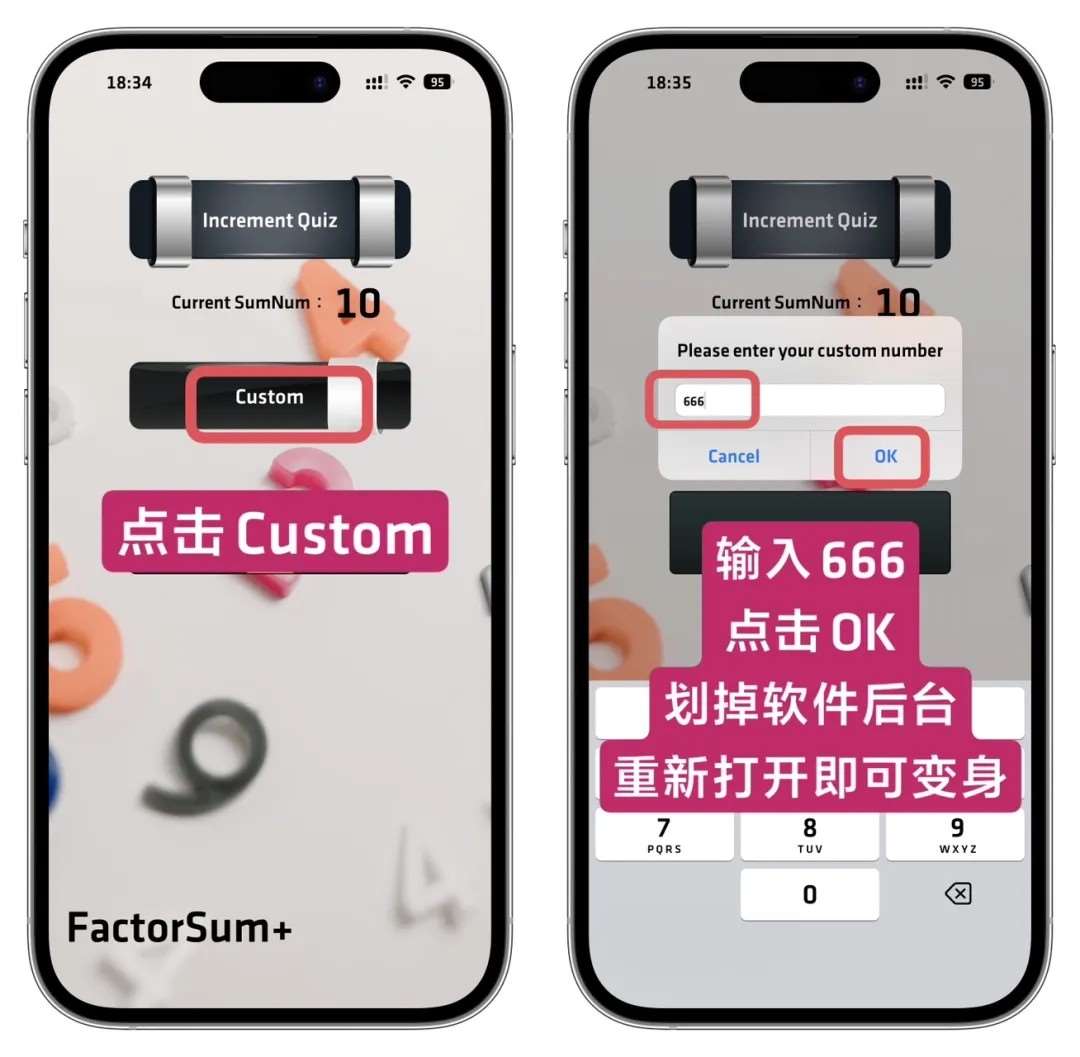 18:34
95
Increment Quiz
Current SumNum： 10
Custom
点击 Custom
FactorSum+
18:35
95
Increment Quiz
Current SumNum： 10
Please enter your custom number
666
Cancel
OK
输入 666
点击 OK
划掉软件后台
重新打开即可变身
7
PQRS
8
TUV
9
WXYZ
0